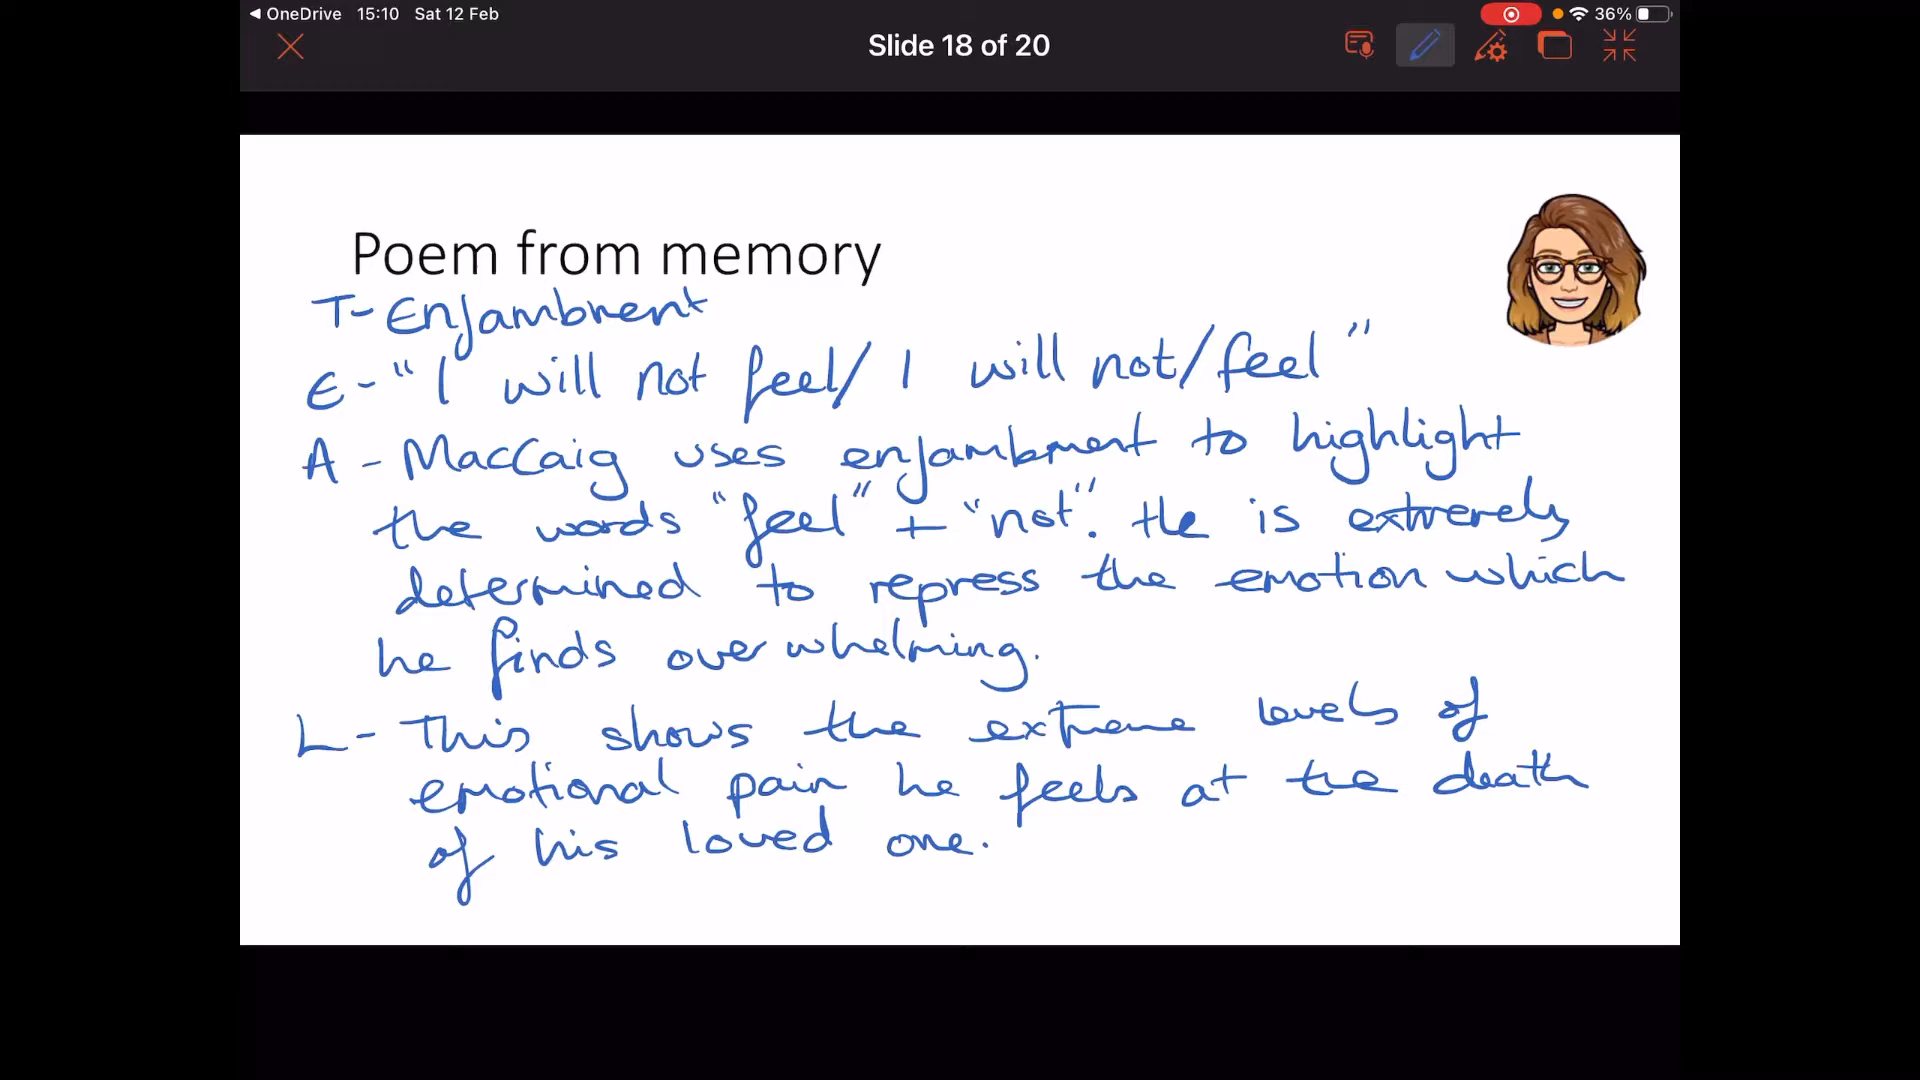 ◀ OneDrive 15:10 Sat 12 Feb 36%
Slide 18 of 20
Poem from memory
T- Enjambment
E- "I will not feel/ I will not/feel"
A - MacCaig uses enjambment to highlight
the words "feel" + "not". He is extremely
determined to repress the emotion which
he finds overwhelming.
L- This shows the extreme levels of
emotional pain he feels at the death
of his loved one.